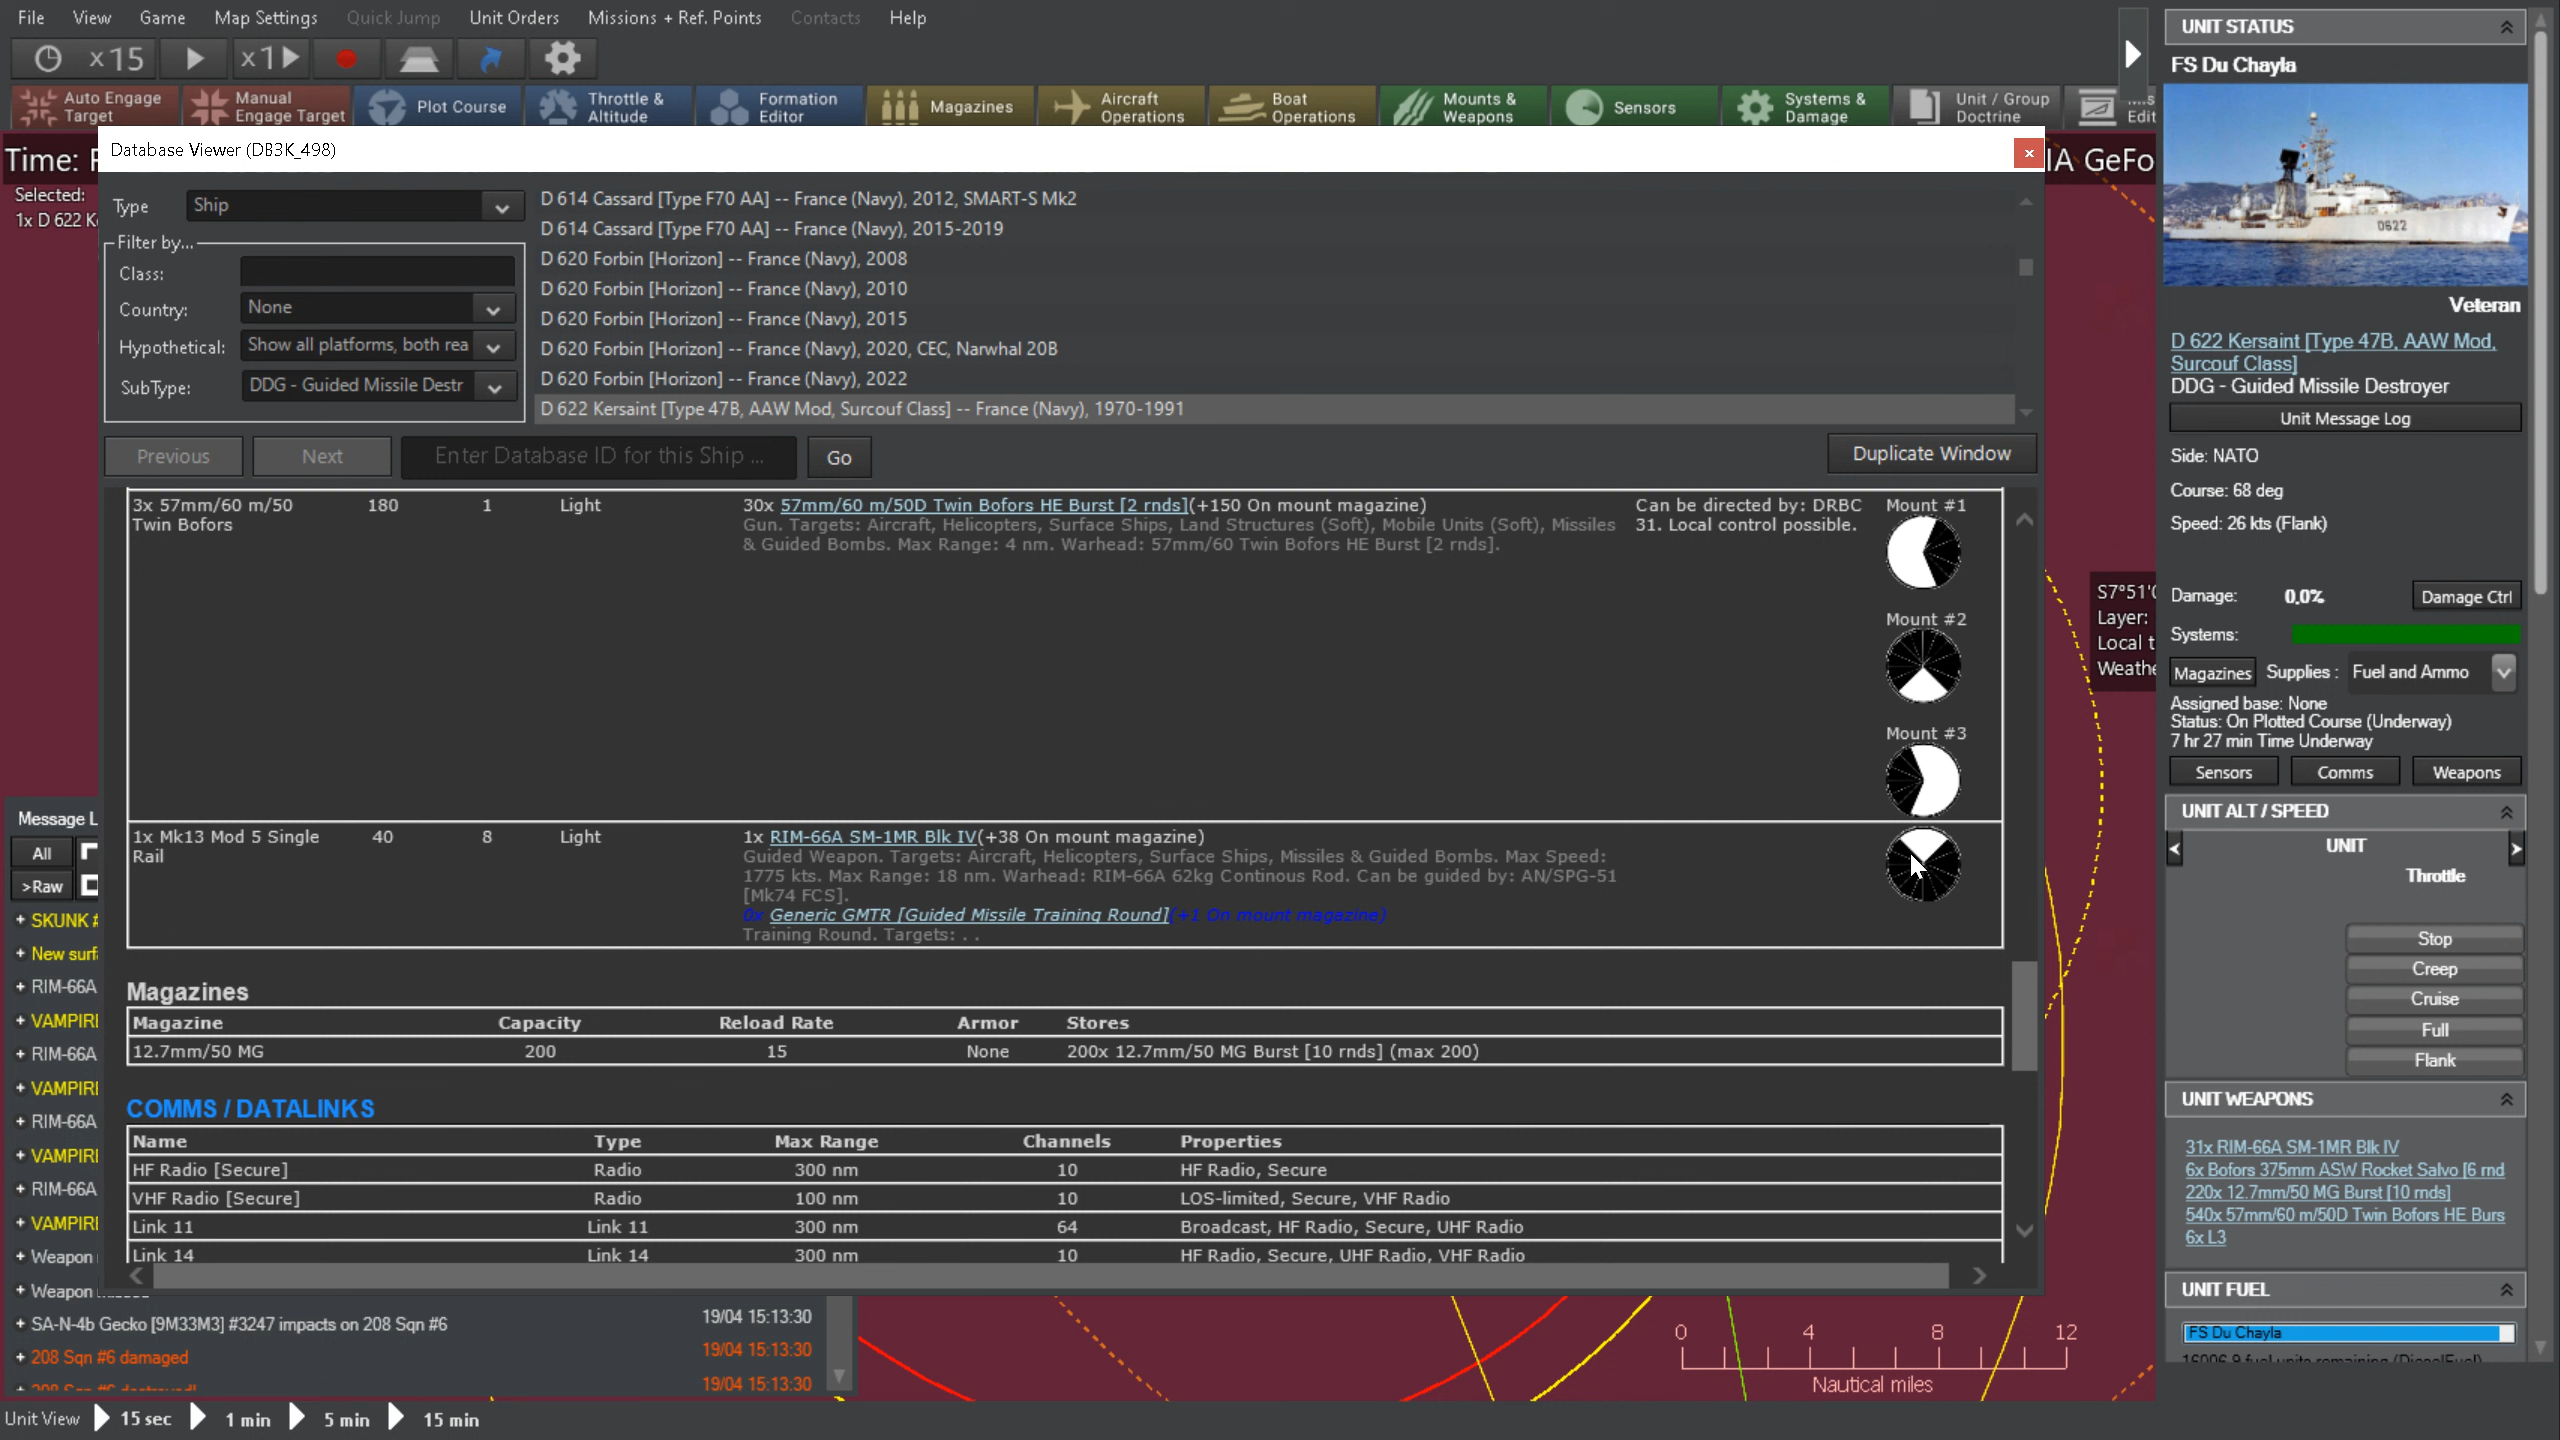 File View Game Map Settings Quick Jump Unit Orders Missions + Ref. Points Contacts Help
x15 x1
Auto Engage Target
Manual Engage Target
Plot Course
Throttle & Altitude
Formation Editor
Magazines
Aircraft Operations
Boat Operations
Mounts & Weapons
Sensors
Systems & Damage
Unit / Group Doctrine
Edit
Time: F
IA GeFo
Selected:
1x D 622 K
Database Viewer (DB3K_498)
Type Ship
Filter by...
Class:
Country: None
Hypothetical: Show all platforms, both rea
SubType: DDG - Guided Missile Destr
D 614 Cassard [Type F70 AA] -- France (Navy), 2012, SMART-S Mk2
D 614 Cassard [Type F70 AA] -- France (Navy), 2015-2019
D 620 Forbin [Horizon] -- France (Navy), 2008
D 620 Forbin [Horizon] -- France (Navy), 2010
D 620 Forbin [Horizon] -- France (Navy), 2015
D 620 Forbin [Horizon] -- France (Navy), 2020, CEC, Narwhal 20B
D 620 Forbin [Horizon] -- France (Navy), 2022
D 622 Kersaint [Type 47B, AAW Mod, Surcouf Class] -- France (Navy), 1970-1991
Previous Next Enter Database ID for this Ship ... Go Duplicate Window
3x 57mm/60 m/50 Twin Bofors 180 1 Light
30x 57mm/60 m/50D Twin Bofors HE Burst [2 rnds](+150 On mount magazine)
Gun. Targets: Aircraft, Helicopters, Surface Ships, Land Structures (Soft), Mobile Units (Soft), Missiles
& Guided Bombs. Max Range: 4 nm. Warhead: 57mm/60 Twin Bofors HE Burst [2 rnds].
Can be directed by: DRBC
31. Local control possible.
Mount #1
Mount #2
Mount #3
1x Mk13 Mod 5 Single Rail 40 8 Light
1x RIM-66A SM-1MR Blk IV(+38 On mount magazine)
Guided Weapon. Targets: Aircraft, Helicopters, Surface Ships, Missiles & Guided Bombs. Max Speed:
1775 kts. Max Range: 18 nm. Warhead: RIM-66A 62kg Continous Rod. Can be guided by: AN/SPG-51
[Mk74 FCS].
0x Generic GMTR [Guided Missile Training Round](+1 On mount magazine)
Training Round. Targets: . .
Magazines
Magazine Capacity Reload Rate Armor Stores
12.7mm/50 MG 200 15 None 200x 12.7mm/50 MG Burst [10 rnds] (max 200)
COMMS / DATALINKS
Name Type Max Range Channels Properties
HF Radio [Secure] Radio 300 nm 10 HF Radio, Secure
VHF Radio [Secure] Radio 100 nm 10 LOS-limited, Secure, VHF Radio
Link 11 Link 11 300 nm 64 Broadcast, HF Radio, Secure, UHF Radio
Link 14 Link 14 300 nm 10 HF Radio, Secure, UHF Radio, VHF Radio
Message L
All
>Raw
+ SKUNK #
+ New surf
+ RIM-66A
+ VAMPIRI
+ RIM-66A
+ VAMPIRI
+ RIM-66A
+ VAMPIRI
+ RIM-66A
+ VAMPIRI
+ Weapon
+ Weapon
+ SA-N-4b Gecko [9M33M3] #3247 impacts on 208 Sqn #6 19/04 15:13:30
+ 208 Sqn #6 damaged 19/04 15:13:30
+ 208 Sqn #6 destroyed! 19/04 15:13:30
Unit View 15 sec 1 min 5 min 15 min
0 4 8 12
Nautical miles
S7°51'0
Layer:
Local t
Weathe
UNIT STATUS
FS Du Chayla
D622
Veteran
D 622 Kersaint [Type 47B, AAW Mod,
Surcouf Class]
DDG - Guided Missile Destroyer
Unit Message Log
Side: NATO
Course: 68 deg
Speed: 26 kts (Flank)
Damage: 0,0% Damage Ctrl
Systems:
Magazines Supplies : Fuel and Ammo
Assigned base: None
Status: On Plotted Course (Underway)
7 hr 27 min Time Underway
Sensors Comms Weapons
UNIT ALT / SPEED
< UNIT >
Throttle
Stop
Creep
Cruise
Full
Flank
UNIT WEAPONS
31x RIM-66A SM-1MR Blk IV
6x Bofors 375mm ASW Rocket Salvo [6 rnd
220x 12.7mm/50 MG Burst [10 rnds]
540x 57mm/60 m/50D Twin Bofors HE Burs
6x L3
UNIT FUEL
FS Du Chayla
16006.9 fuel units remaining (DieselFuel)